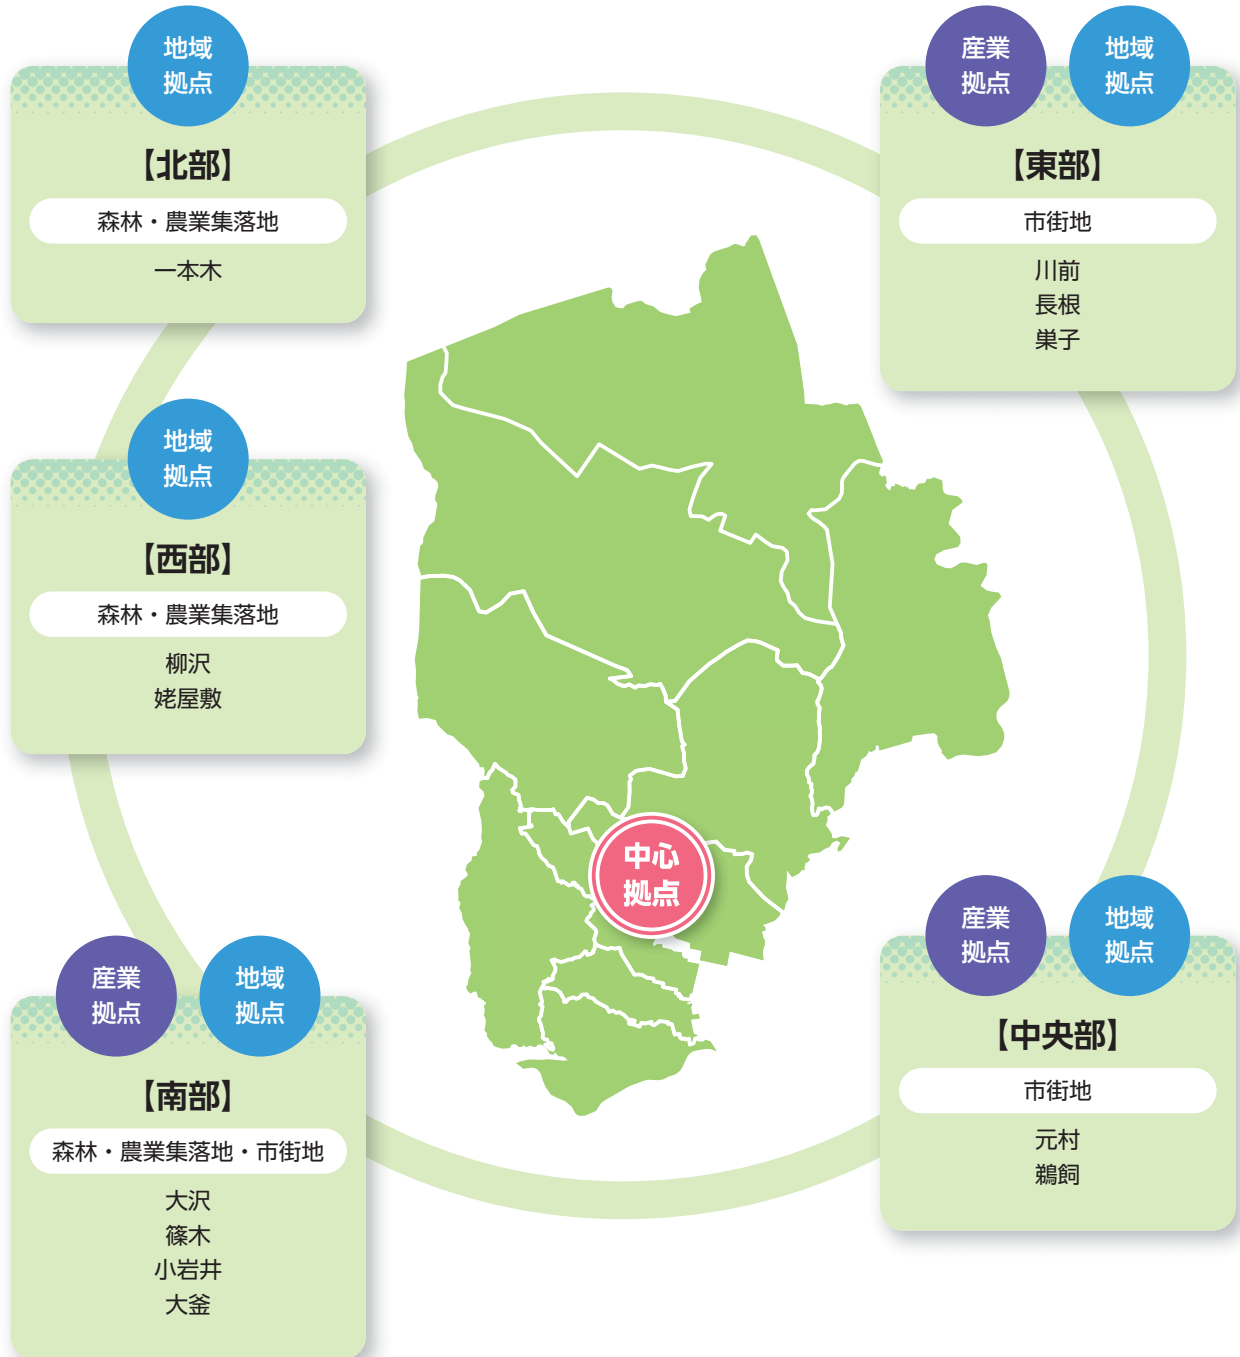 地域
拠点
【北部】
森林・農業集落地
一本木
産業
拠点
地域
拠点
【東部】
市街地
川前
長根
巣子
地域
拠点
【西部】
森林・農業集落地
柳沢
姥屋敷
中心
拠点
産業
拠点
地域
拠点
【南部】
森林・農業集落地・市街地
大沢
篠木
小岩井
大釜
産業
拠点
地域
拠点
【中央部】
市街地
元村
鵜飼